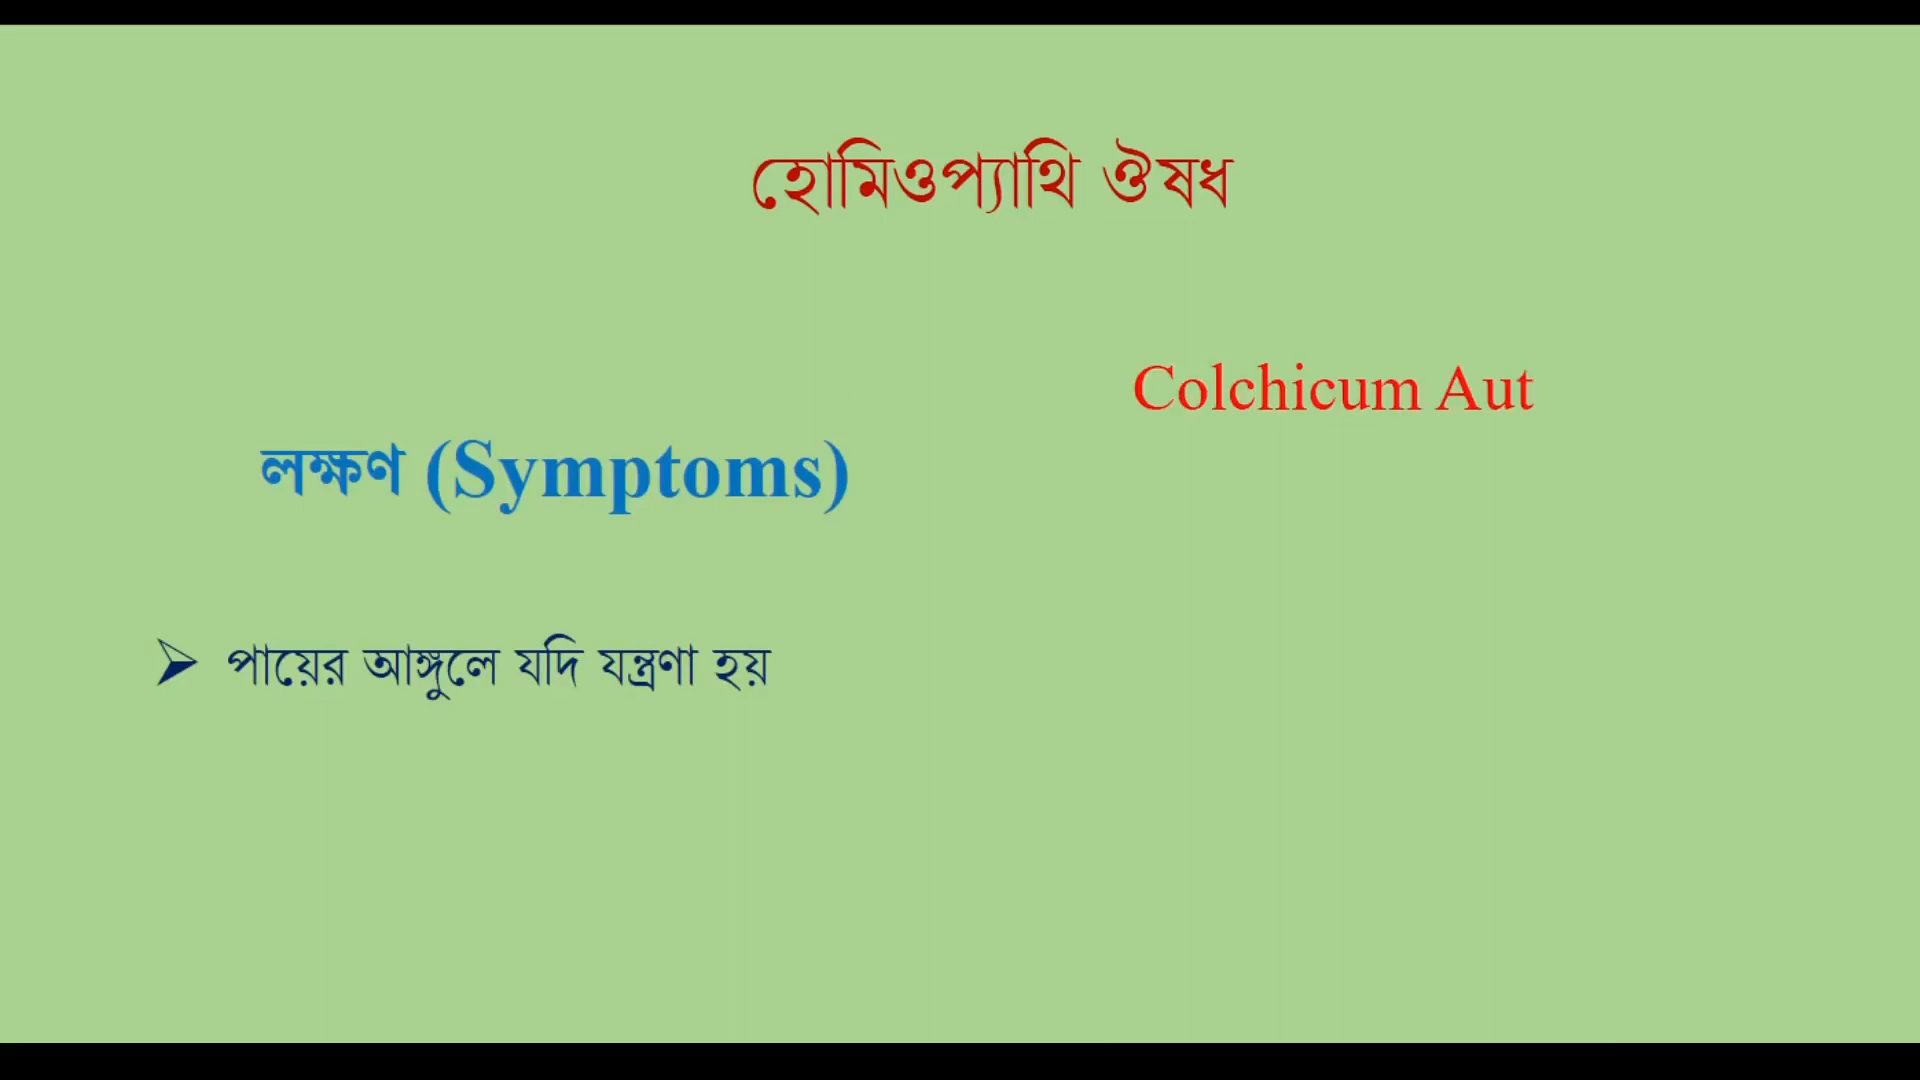 হোমিওপ্যাথি ঔষধ
Colchicum Aut
লক্ষণ (Symptoms)
➢ পায়ের আঙ্গুলে যদি যন্ত্রণা হয়